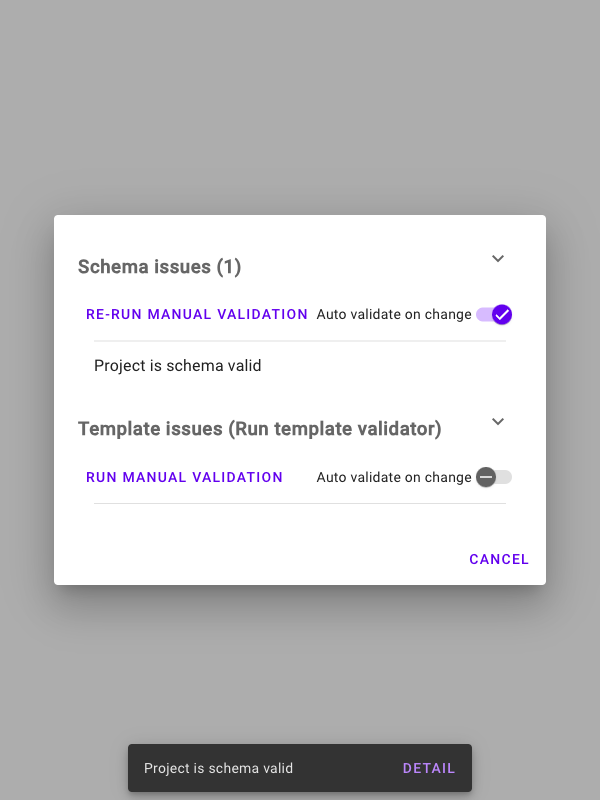 Schema issues (1)
RE-RUN MANUAL VALIDATION Auto validate on change
Project is schema valid
Template issues (Run template validator)
RUN MANUAL VALIDATION Auto validate on change
CANCEL
Project is schema valid DETAIL